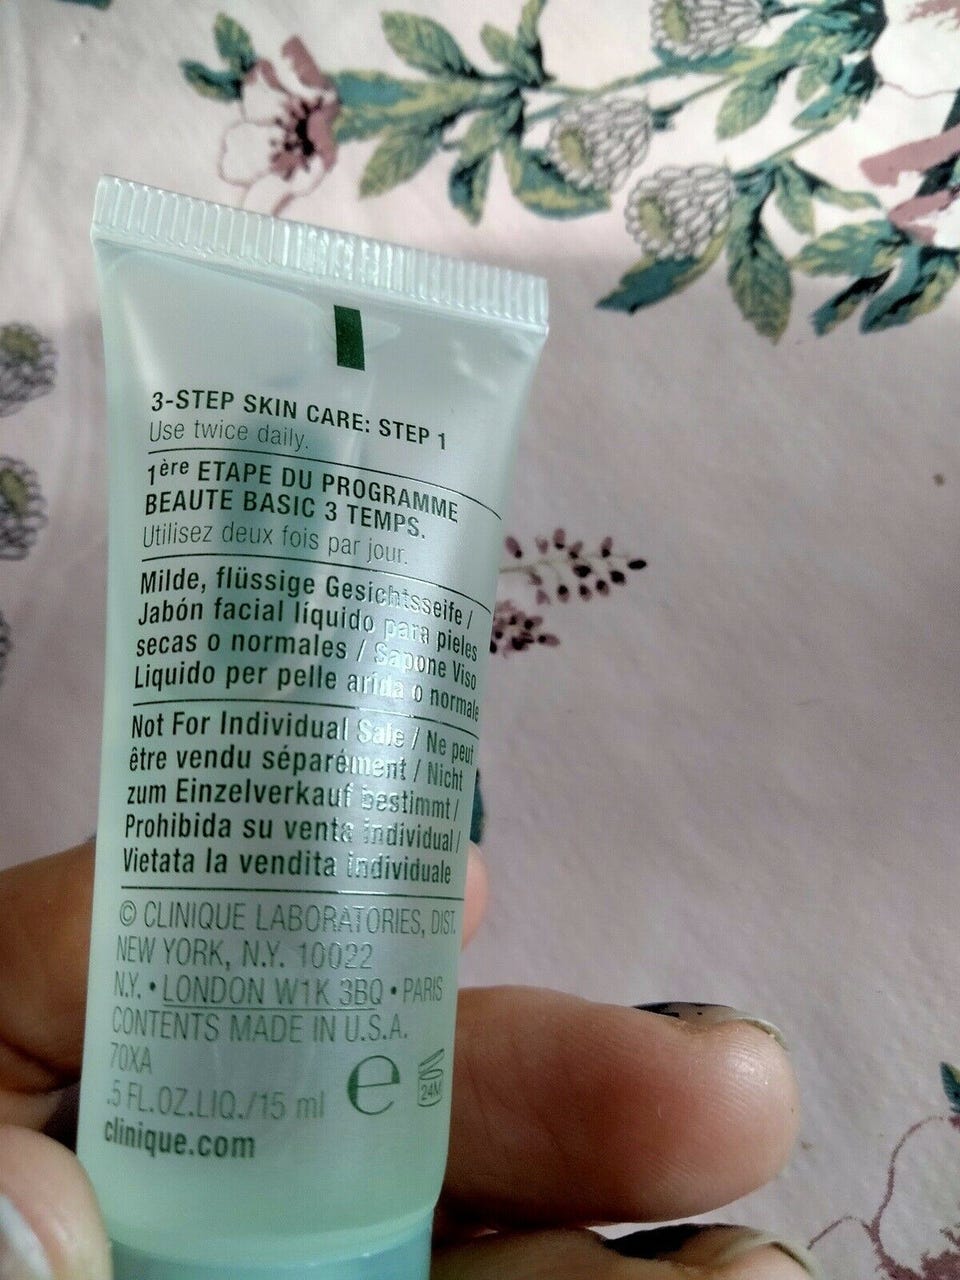 3-STEP SKIN CARE: STEP 1
Use twice daily.
1ère ETAPE DU PROGRAMME
BEAUTE BASIC 3 TEMPS.
Utilisez deux fois par jour.
Milde, flüssige Gesichtsseife /
Jabón facial líquido para pieles
secas o normales / Sapone Viso
Liquido per pelle arida o normale
Not For Individual Sale / Ne peut
être vendu séparément / Nicht
zum Einzelverkauf bestimmt /
Prohibida su venta individual /
Vietata la vendita individuale
© CLINIQUE LABORATORIES, DIST.
NEW YORK, N.Y. 10022
N.Y. • LONDON W1K 3BQ • PARIS
CONTENTS MADE IN U.S.A.
70XA
.5 FL.OZ.LIQ./15 ml e 24M
clinique.com